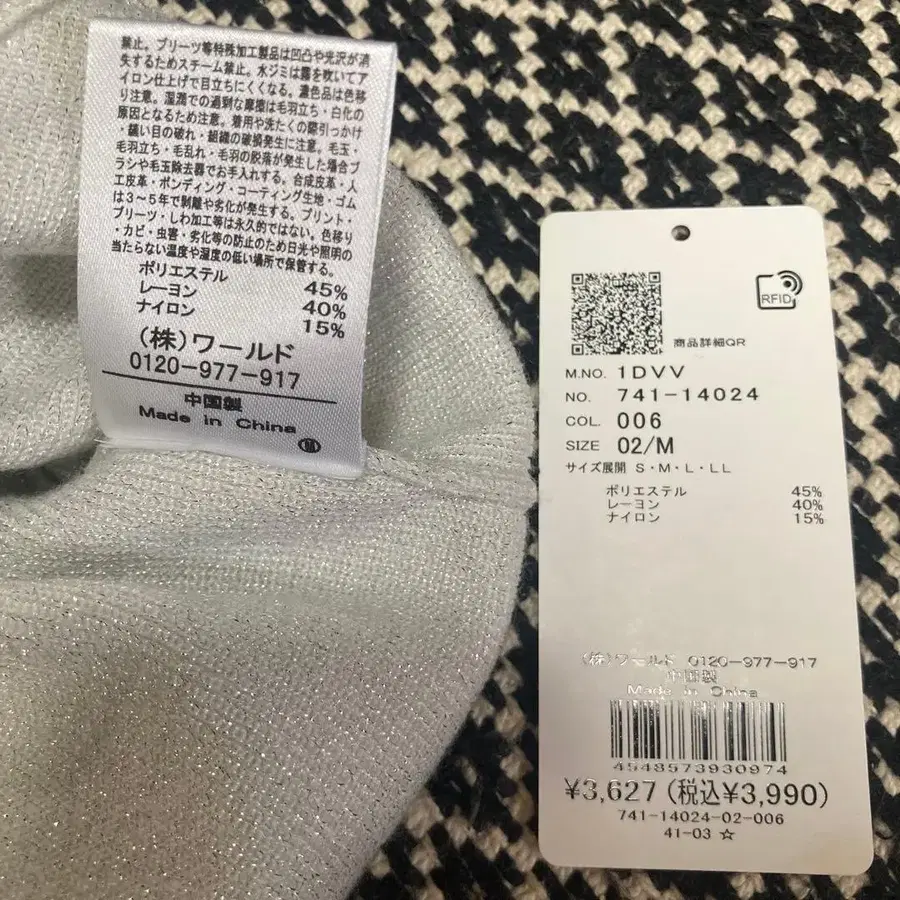 禁止。プリーツ等特殊加工製品は凹凸や光沢が消
失するためスチーム禁止。水ジミは霧を吹いてア
イロン仕上げで目立ちにくくなる。濃色品は色移
り注意。湿潤での過剰な摩擦は毛羽立ち・白化の
原因となるため注意。着用や洗たくの際引っかけ
・縫い目の破れ・組織の破損発生に注意。毛玉・
毛羽立ち・毛乱れ・毛羽の脱落が発生した場合ブ
ラシや毛玉除去器でお手入れする。合成皮革・人
工皮革・ボンディング・コーティング生地・ゴム
は3～5年で剥離や劣化が発生する。プリント・
プリーツ・しわ加工等は永久的ではない。色移り
・カビ・虫害・劣化等の防止のため日光や照明の
当たらない温度や湿度の低い場所で保管する。
ポリエステル 45%
レーヨン 40%
ナイロン 15%
(株)ワールド
0120-977-917
中国製
Made in China
M
RFID
商品詳細QR
M.NO. 1DVV
NO. 741-14024
COL. 006
SIZE 02/M
サイズ展開 S・M・L・LL
ポリエステル 45%
レーヨン 40%
ナイロン 15%
(株)ワールド 0120-977-917
中国製
Made in China
4548573930974
¥3,627(税込¥3,990)
741-14024-02-006
41-03 ☆